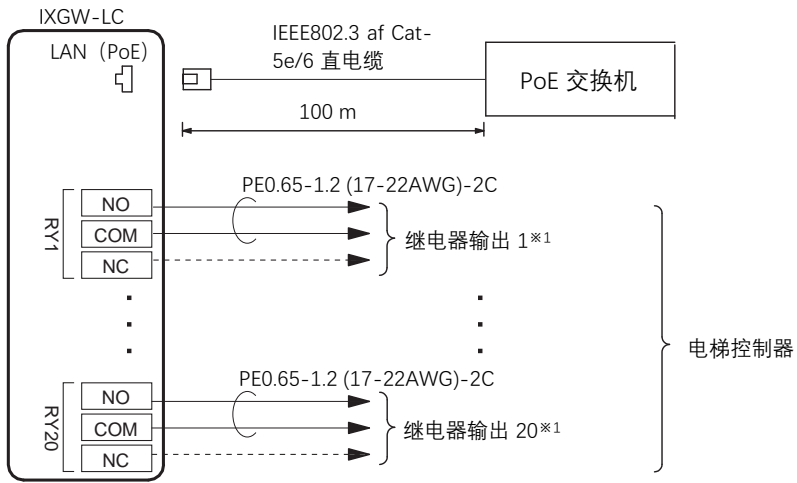 IXGW-LC
LAN（PoE）
IEEE802.3 af Cat-
5e/6 直电缆
PoE 交换机
100 m
PE0.65-1.2 (17-22AWG)-2C
RY1
NO
COM
NC
继电器输出 1※1
电梯控制器
PE0.65-1.2 (17-22AWG)-2C
RY20
NO
COM
NC
继电器输出 20※1